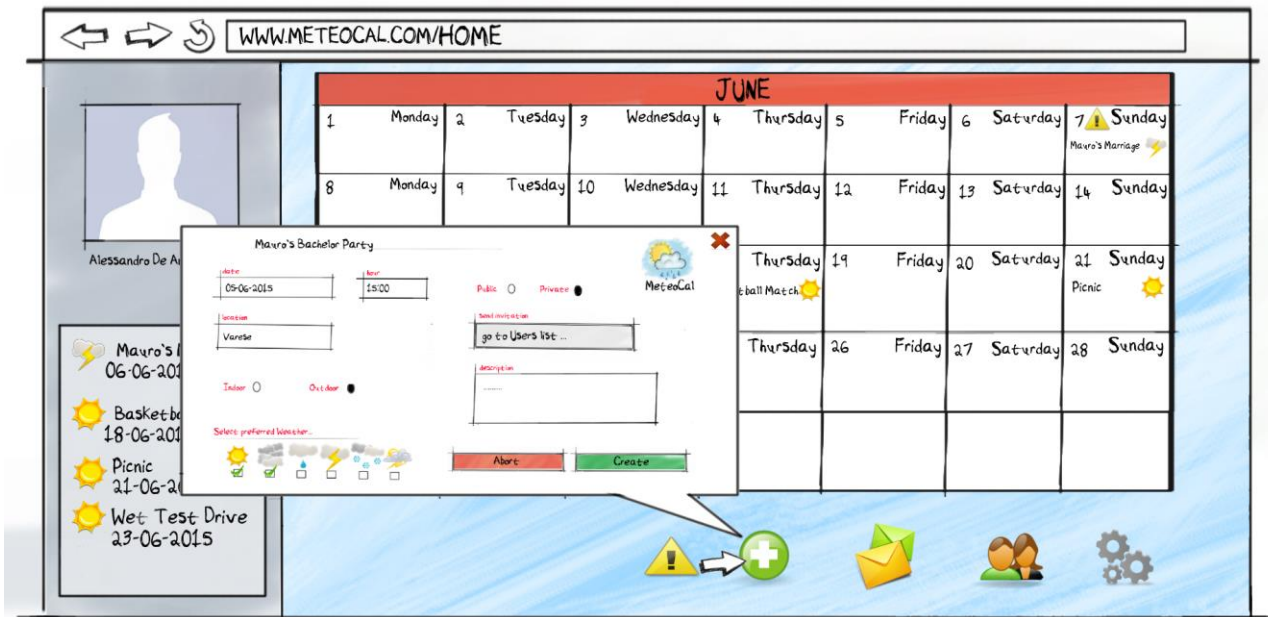 WWW.METEOCAL.COM/HOME
JUNE
1 Monday 2 Tuesday 3 Wednesday 4 Thursday 5 Friday 6 Saturday 7 Sunday
Mauro's Marriage
8 Monday 9 Tuesday 10 Wednesday 11 Thursday 12 Friday 13 Saturday 14 Sunday
Thursday 19 Friday 20 Saturday 21 Sunday
tball Match Picnic
Thursday 26 Friday 27 Saturday 28 Sunday
Alessandro De A
Mauro's
06-06-201
Basketb
18-06-201
Picnic
21-06-2
Wet Test Drive
23-06-2015
Mauro's Bachelor Party
date hour
05-06-2015 15:00
Public Private
MeteoCal
location
Varese
Send invitation
go to Users list ...
description
.........
Indoor Outdoor
Select preferred Weather..
Abort Create